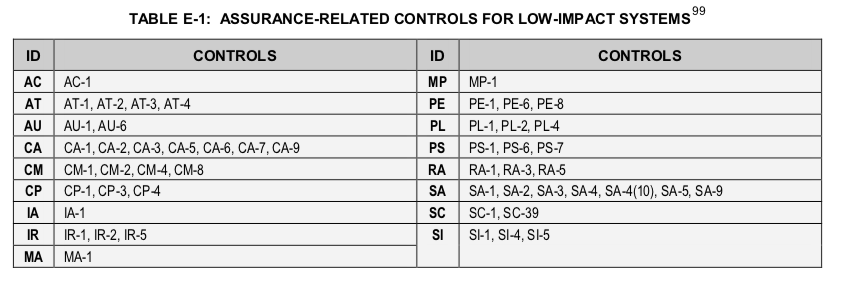 TABLE E-1: ASSURANCE-RELATED CONTROLS FOR LOW-IMPACT SYSTEMS99
ID CONTROLS ID CONTROLS
AC AC-1 MP MP-1
AT AT-1, AT-2, AT-3, AT-4 PE PE-1, PE-6, PE-8
AU AU-1, AU-6 PL PL-1, PL-2, PL-4
CA CA-1, CA-2, CA-3, CA-5, CA-6, CA-7, CA-9 PS PS-1, PS-6, PS-7
CM CM-1, CM-2, CM-4, CM-8 RA RA-1, RA-3, RA-5
CP CP-1, CP-3, CP-4 SA SA-1, SA-2, SA-3, SA-4, SA-4(10), SA-5, SA-9
IA IA-1 SC SC-1, SC-39
IR IR-1, IR-2, IR-5 SI SI-1, SI-4, SI-5
MA MA-1